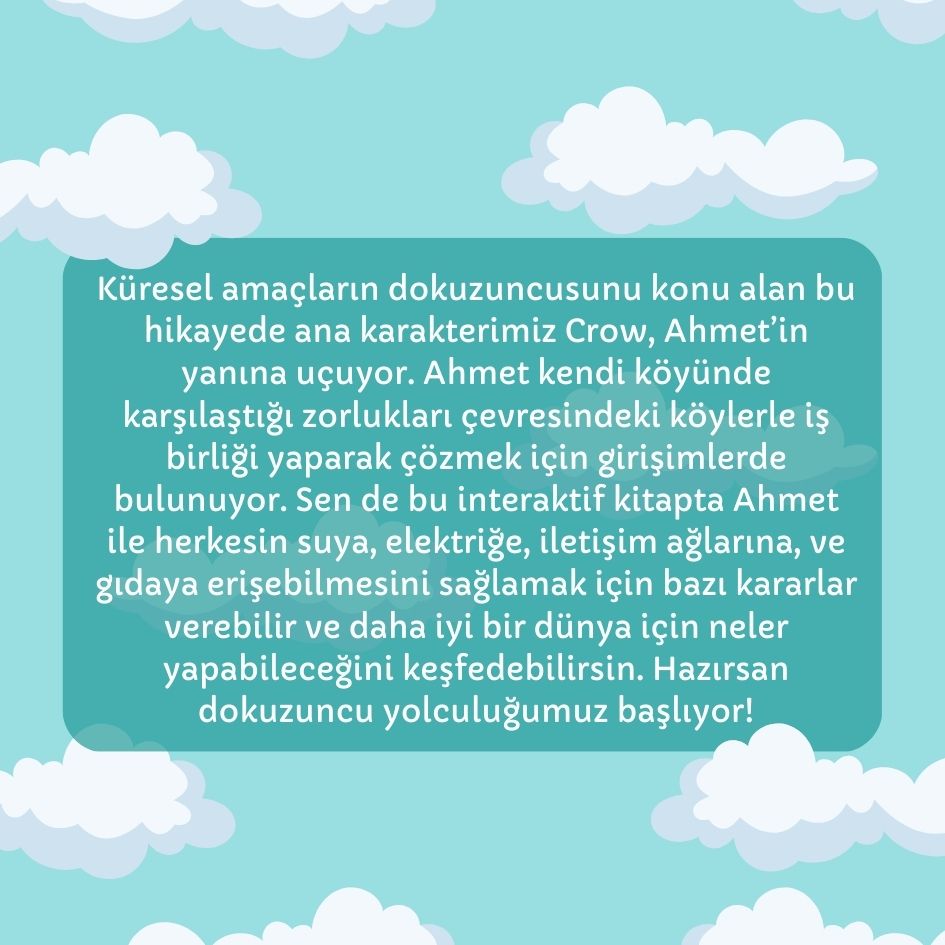 Küresel amaçların dokuzuncusunu konu alan bu
hikayede ana karakterimiz Crow, Ahmet’in
yanına uçuyor. Ahmet kendi köyünde
karşılaştığı zorlukları çevresindeki köylerle iş
birliği yaparak çözmek için girişimlerde
bulunuyor. Sen de bu interaktif kitapta Ahmet
ile herkesin suya, elektriğe, iletişim ağlarına, ve
gıdaya erişebilmesini sağlamak için bazı kararlar
verebilir ve daha iyi bir dünya için neler
yapabileceğini keşfedebilirsin. Hazırsan
dokuzuncu yolculuğumuz başlıyor!